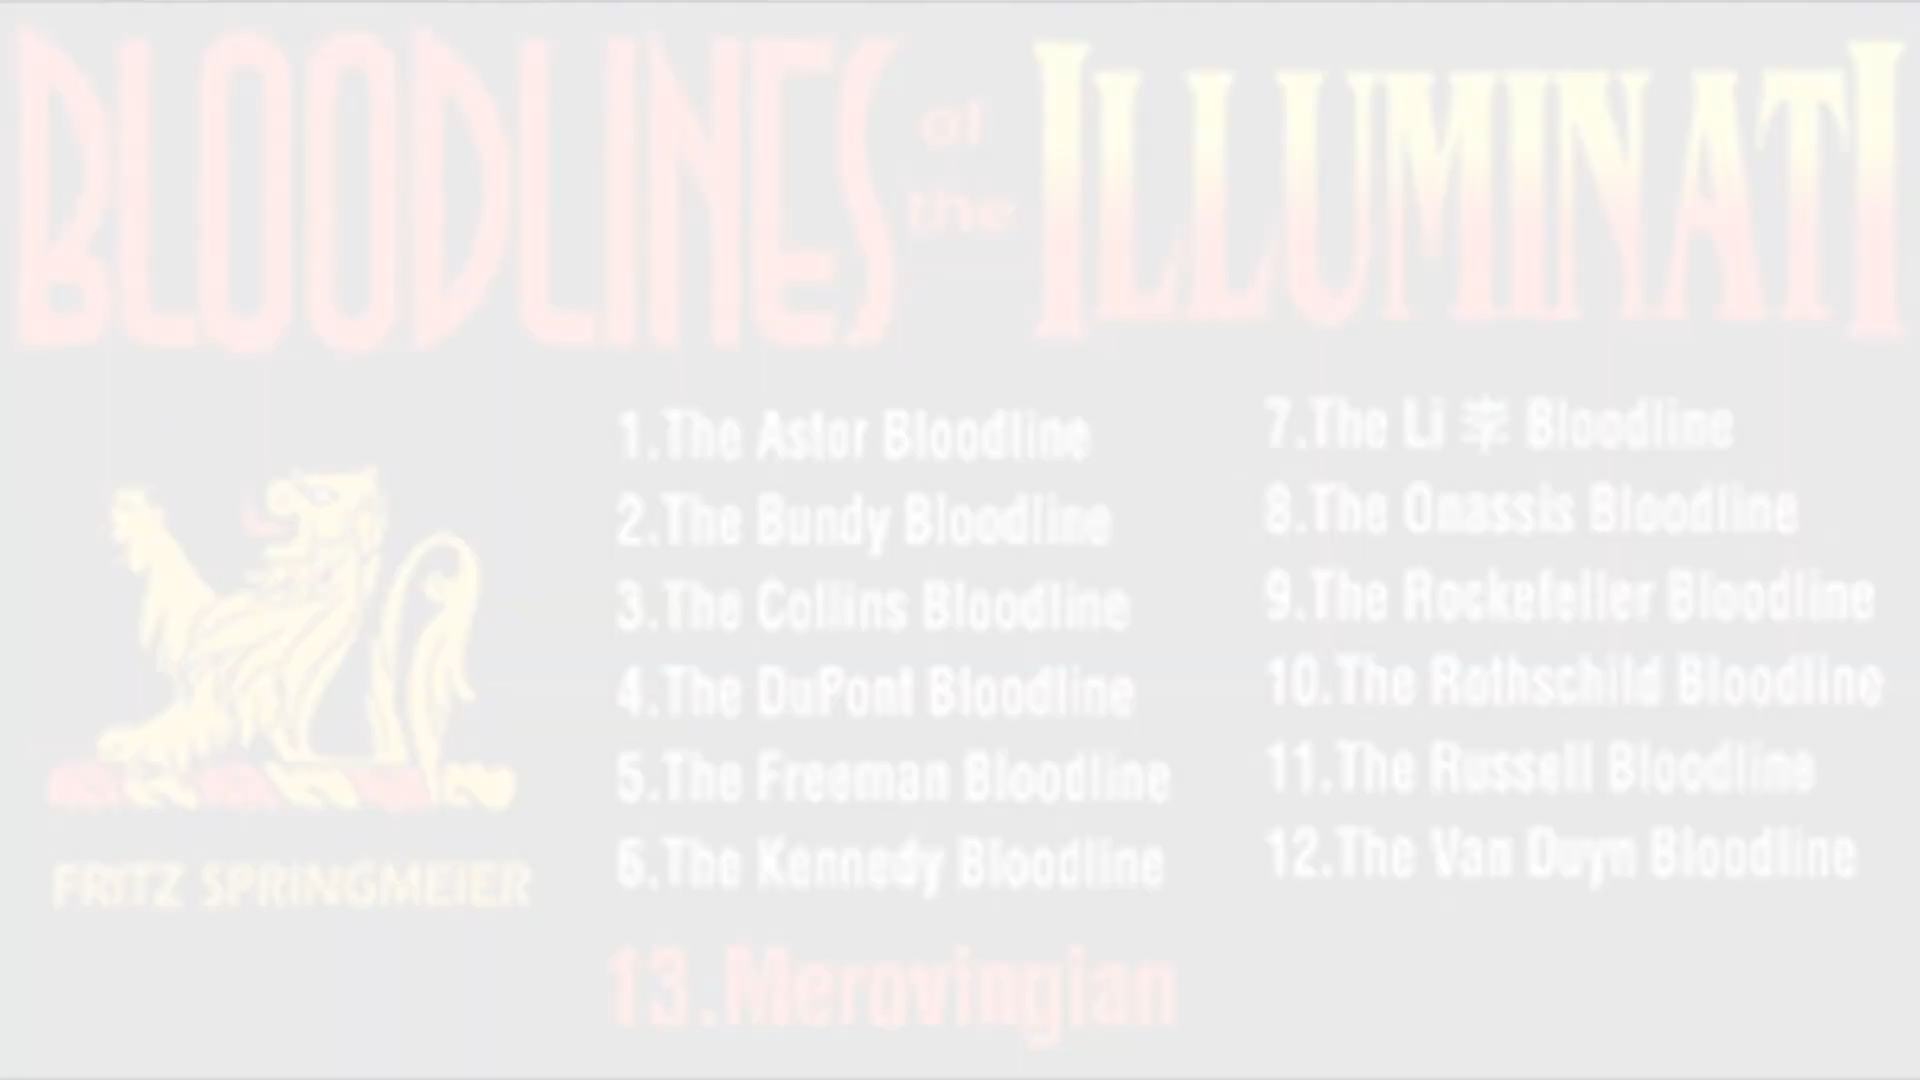 BLOODLINES of the ILLUMINATI
1.The Astor Bloodline
2.The Bundy Bloodline
3.The Collins Bloodline
4.The DuPont Bloodline
5.The Freeman Bloodline
6.The Kennedy Bloodline
7.The Li 李 Bloodline
8.The Onassis Bloodline
9.The Rockefeller Bloodline
10.The Rothschild Bloodline
11.The Russell Bloodline
12.The Van Duyn Bloodline
13.Merovingian
FRITZ SPRINGMEIER